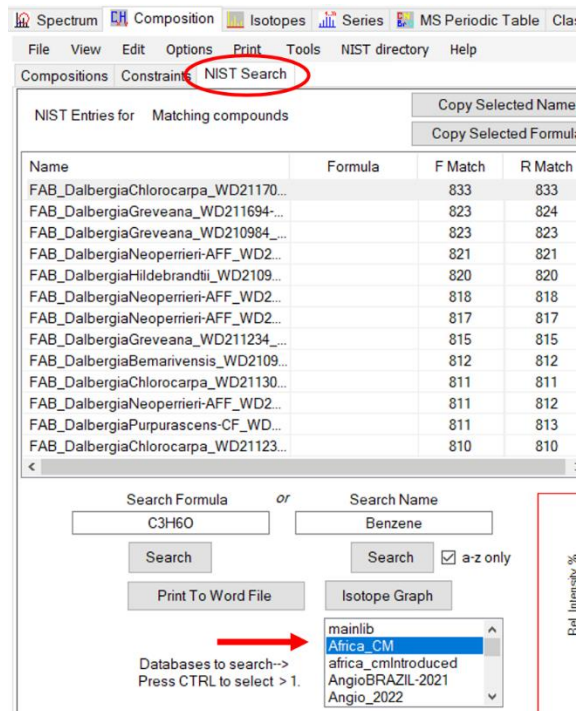 Spectrum Composition Isotopes Series MS Periodic Table
File View Edit Options Print Tools NIST directory Help
Compositions Constraints NIST Search
NIST Entries for Matching compounds
Copy Selected Name
Copy Selected Formula
Name Formula F Match R Match
FAB_DalbergiaChlorocarpa_WD21170... 833 833
FAB_DalbergiaGreveana_WD211694-... 823 824
FAB_DalbergiaGreveana_WD210984_... 823 823
FAB_DalbergiaNeoperrieri-AFF_WD2... 821 821
FAB_DalbergiaHildebrandtii_WD2109... 820 820
FAB_DalbergiaNeoperrieri-AFF_WD2... 818 818
FAB_DalbergiaNeoperrieri-AFF_WD2... 817 817
FAB_DalbergiaGreveana_WD211234_... 815 815
FAB_DalbergiaBemarivensis_WD2109... 812 812
FAB_DalbergiaChlorocarpa_WD21130... 811 811
FAB_DalbergiaNeoperrieri-AFF_WD2... 811 812
FAB_DalbergiaPurpurascens-CF_WD... 811 813
FAB_DalbergiaChlorocarpa_WD21123... 810 810
Search Formula or Search Name
C3H6O Benzene
Search Search a-z only
Print To Word File Isotope Graph
Rel. Intensity %
mainlib
Africa_CM
Databases to search--> africa_cmIntroduced
Press CTRL to select > 1. AngioBRAZIL-2021
Angio_2022